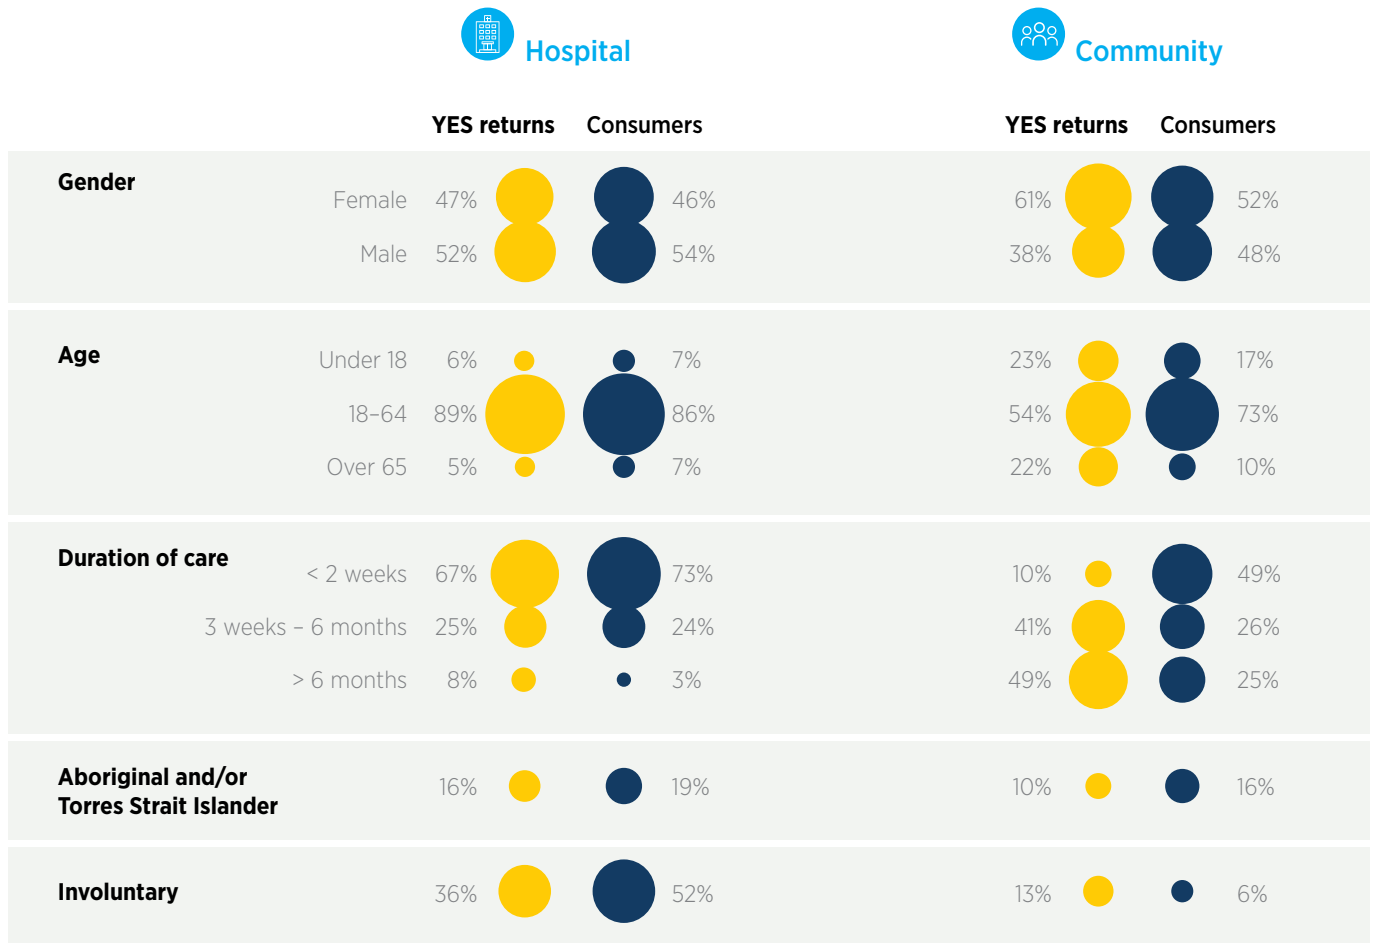 Hospital Community
YES returns Consumers YES returns Consumers
Gender
Female 47% 46% 61% 52%
Male 52% 54% 38% 48%
Age
Under 18 6% 7% 23% 17%
18–64 89% 86% 54% 73%
Over 65 5% 7% 22% 10%
Duration of care
< 2 weeks 67% 73% 10% 49%
3 weeks – 6 months 25% 24% 41% 26%
> 6 months 8% 3% 49% 25%
Aboriginal and/or
Torres Strait Islander
16% 19% 10% 16%
Involuntary 36% 52% 13% 6%